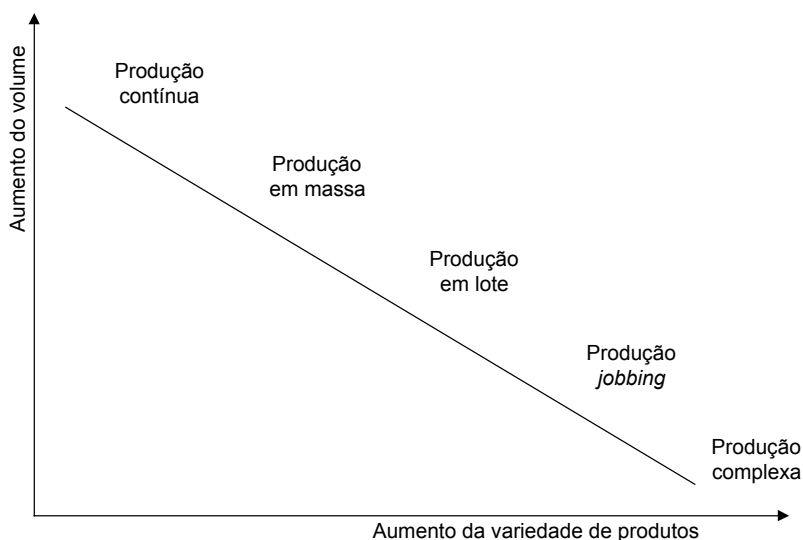 Aumento do volume
Produção
contínua
Produção
em massa
Produção
em lote
Produção
jobbing
Produção
complexa
Aumento da variedade de produtos